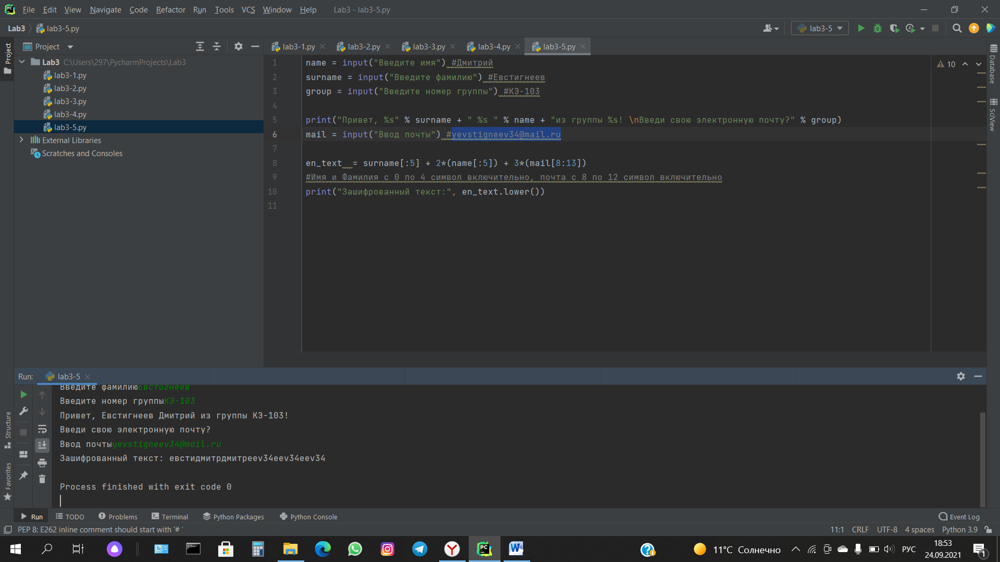 File Edit View Navigate Code Refactor Run Tools VCS Window Help Lab3 - lab3-5.py
Lab3 lab3-5.py lab3-5
Project
lab3-1.py lab3-2.py lab3-3.py lab3-4.py lab3-5.py
Project
Lab3 C:\Users\297\PycharmProjects\Lab3
lab3-1.py
lab3-2.py
lab3-3.py
lab3-4.py
lab3-5.py
External Libraries
Scratches and Consoles
1 name = input("Введите имя") #Дмитрий
2 surname = input("Введите фамилию") #Евстигнеев
3 group = input("Введите номер группы") #КЭ-103
4
5 print("Привет, %s" % surname + " %s " % name + "из группы %s! \nВведи свою электронную почту?" % group)
6 mail = input("Ввод почты") #yevstigneev34@mail.ru
7
8 en_text  = surname[:5] + 2*(name[:5]) + 3*(mail[8:13])
9 #Имя и Фамилия с 0 по 4 символ включительно, почта с 8 по 12 символ включительно
10 print("Зашифрованный текст:", en_text.lower())
11
10
Database
SciView
Run: lab3-5
Введите фамилиюЕвстигнеев
Введите номер группыКЭ-103
Привет, Евстигнеев Дмитрий из группы КЭ-103!
Введи свою электронную почту?
Ввод почтыyevstigneev34@mail.ru
Зашифрованный текст: евстидмитрдмитрeev34eev34eev34
Process finished with exit code 0
Structure
Favorites
Run TODO Problems Terminal Python Packages Python Console Event Log
PEP 8: E262 inline comment should start with '# ' 11:1 CRLF UTF-8 4 spaces Python 3.9
11°C Солнечно РУС 18:53
24.09.2021
1